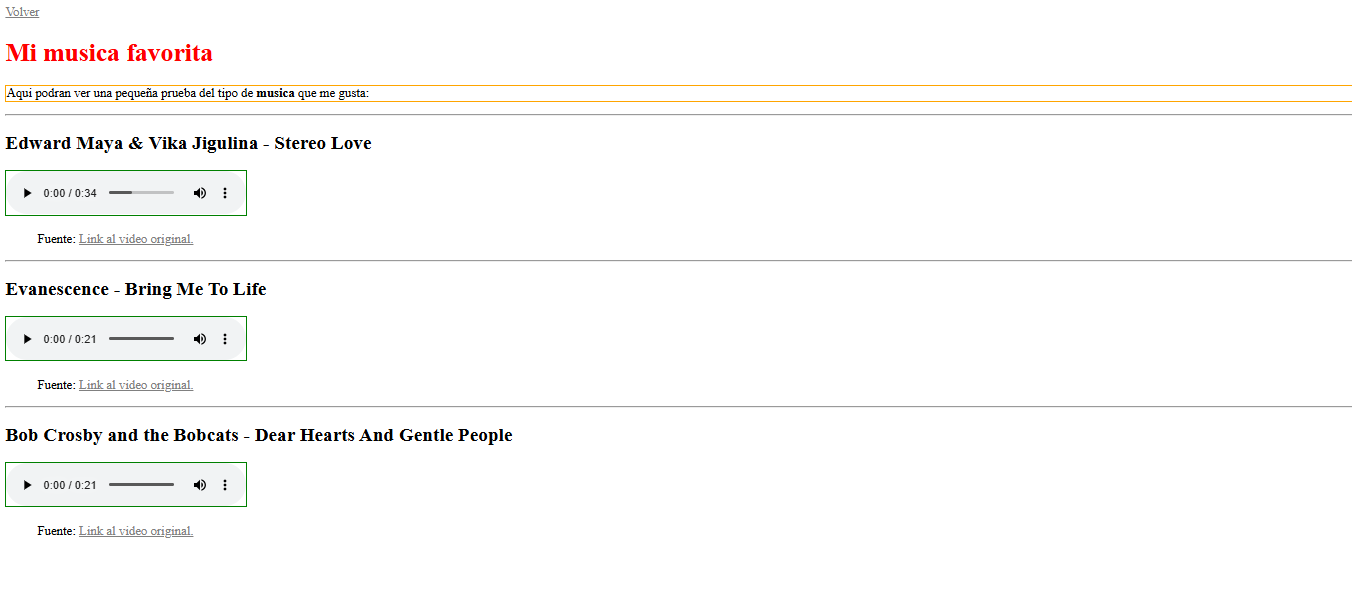 Volver
Mi musica favorita
Aqui podran ver una pequeña prueba del tipo de musica que me gusta:
Edward Maya & Vika Jigulina - Stereo Love
0:00 / 0:34
Fuente: Link al video original.
Evanescence - Bring Me To Life
0:00 / 0:21
Fuente: Link al video original.
Bob Crosby and the Bobcats - Dear Hearts And Gentle People
0:00 / 0:21
Fuente: Link al video original.